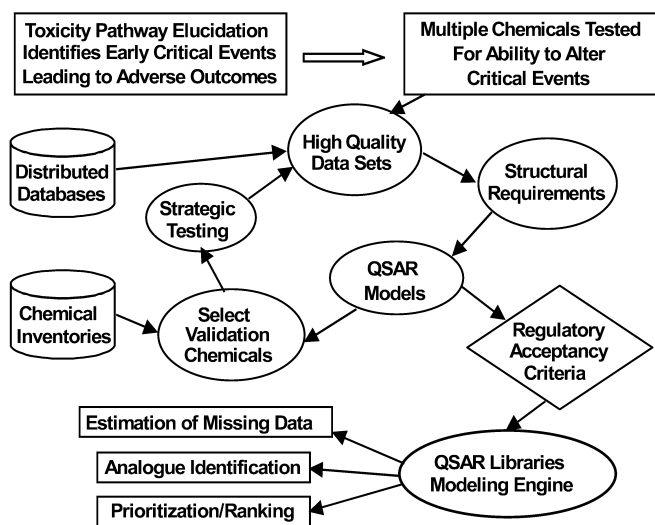 Toxicity Pathway Elucidation
Identifies Early Critical Events
Leading to Adverse Outcomes
Multiple Chemicals Tested
For Ability to Alter
Critical Events
High Quality
Data Sets
Distributed
Databases
Structural
Requirements
Strategic
Testing
QSAR
Models
Chemical
Inventories
Select
Validation
Chemicals
Regulatory
Acceptancy
Criteria
Estimation of Missing Data
Analogue Identification
Prioritization/Ranking
QSAR Libraries
Modeling Engine